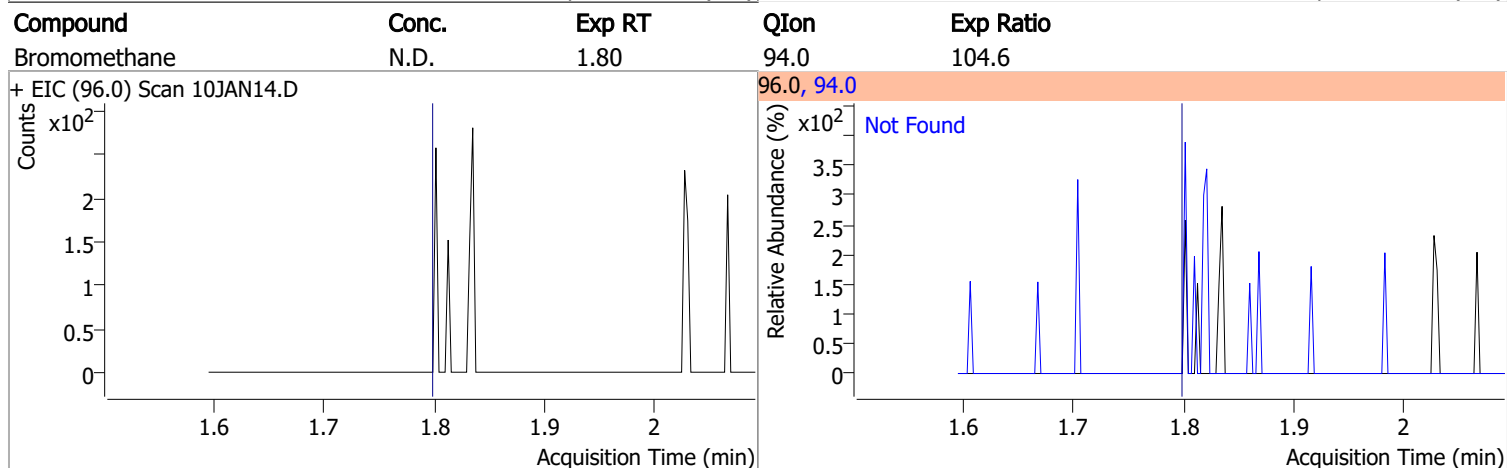 Compound Conc. Exp RT QIon Exp Ratio
Bromomethane N.D. 1.80 94.0 104.6
+ EIC (96.0) Scan 10JAN14.D
Counts
x10²
2
1.5
1
0.5
0
1.6 1.7 1.8 1.9 2
Acquisition Time (min)
96.0, 94.0
Relative Abundance (%)
x10²
Not Found
3.5
3
2.5
2
1.5
1
0.5
0
1.6 1.7 1.8 1.9 2
Acquisition Time (min)